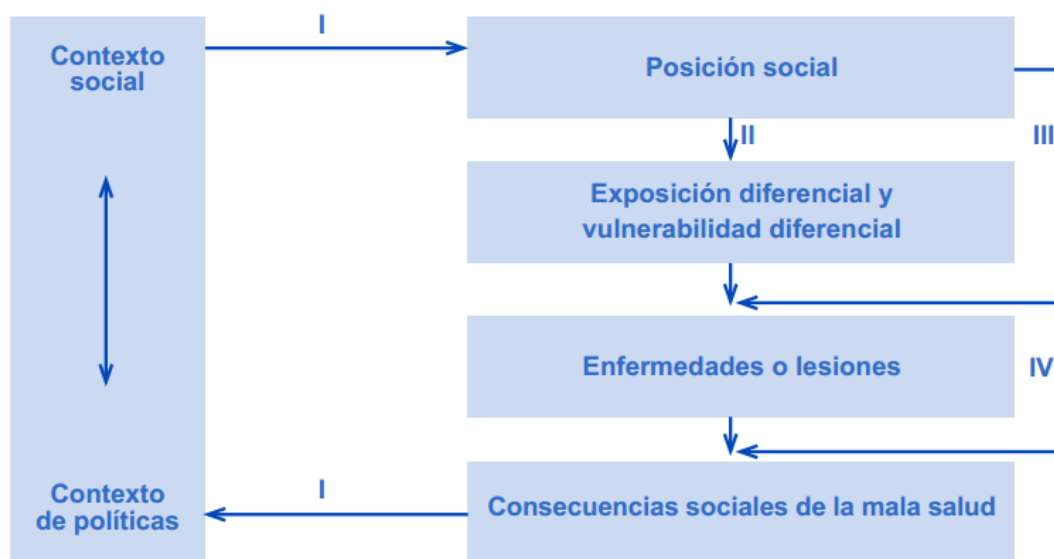 I
Contexto
social
Posición social
II
III
Exposición diferencial y
vulnerabilidad diferencial
Enfermedades o lesiones
IV
Contexto
de políticas
I
Consecuencias sociales de la mala salud